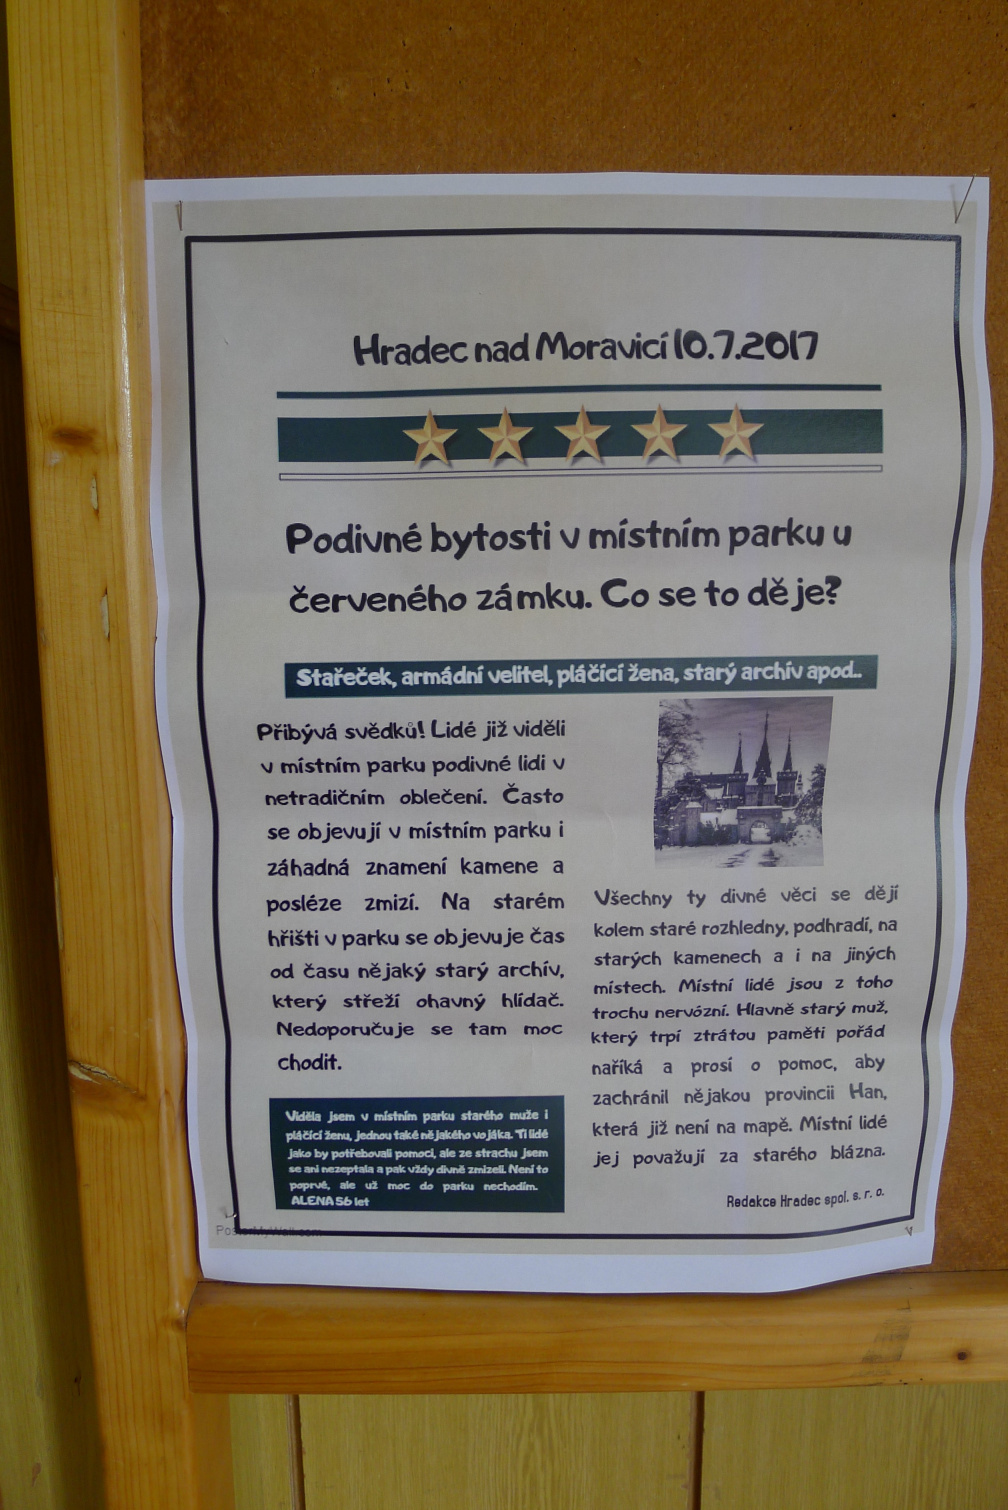 Hradec nad Moravicí 10.7.2017
Podivné bytosti v místním parku u
červeného zámku. Co se to děje?
Stařeček, armádní velitel, pláčící žena, starý archív apod..
Přibývá svědků! Lidé již viděli
v místním parku podivné lidi v
netradičním oblečení. Často
se objevují v místním parku i
záhadná znamení kamene a
posléze zmizí. Na starém
hřišti v parku se objevuje čas
od času nějaký starý archív,
který střeží ohavný hlídač.
Nedoporučuje se tam moc
chodit.
Viděla jsem v místním parku starého muže i
pláčící ženu, jednou také nějakého vojáka. Ti lidé
jako by potřebovali pomoci, ale ze strachu jsem
se ani nezeptala a pak vždy divně zmizeli. Není to
poprvé, ale už moc do parku nechodím.
ALENA 56 let
Všechny ty divné věci se dějí
kolem staré rozhledny, podhradí, na
starých kamenech a i na jiných
místech. Místní lidé jsou z toho
trochu nervózní. Hlavně starý muž,
který trpí ztrátou paměti pořád
naříká a prosí o pomoc, aby
zachránil nějakou provincii Han,
která již není na mapě. Místní lidé
jej považují za starého blázna.
Redakce Hradec spol. s. r. o.
PosterMyWall.com